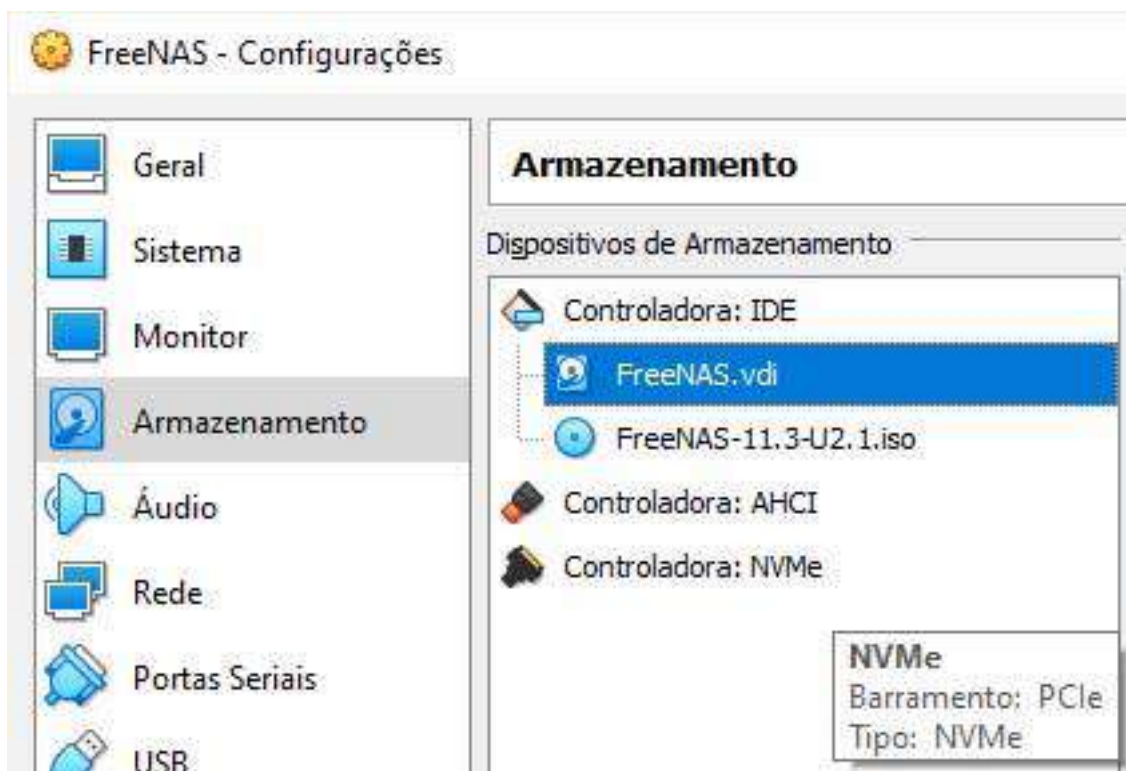 FreeNAS - Configurações
Geral
Sistema
Monitor
Armazenamento
Áudio
Rede
Portas Seriais
USB
Armazenamento
Dispositivos de Armazenamento
Controladora: IDE
FreeNAS.vdi
FreeNAS-11.3-U2.1.iso
Controladora: AHCI
Controladora: NVMe
NVMe
Barramento: PCIe
Tipo: NVMe